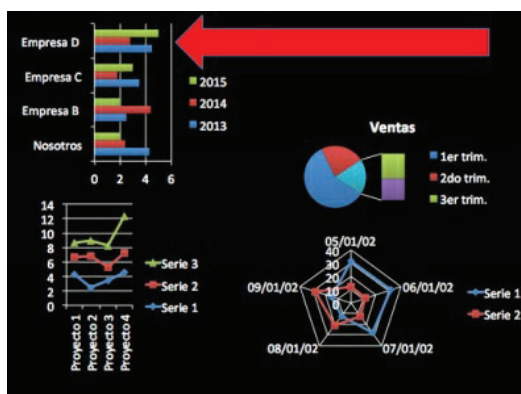 Empresa D
Empresa C
Empresa B
Nosotros
0 2 4 6
2015
2014
2013
Ventas
1er trim.
2do trim.
3er trim.
14
12
10
8
6
4
2
0
Proyecto 1
Proyecto 2
Proyecto 3
Proyecto 4
Serie 3
Serie 2
Serie 1
05/01/02
40
30
20
10
0
06/01/02
07/01/02
08/01/02
09/01/02
Serie 1
Serie 2